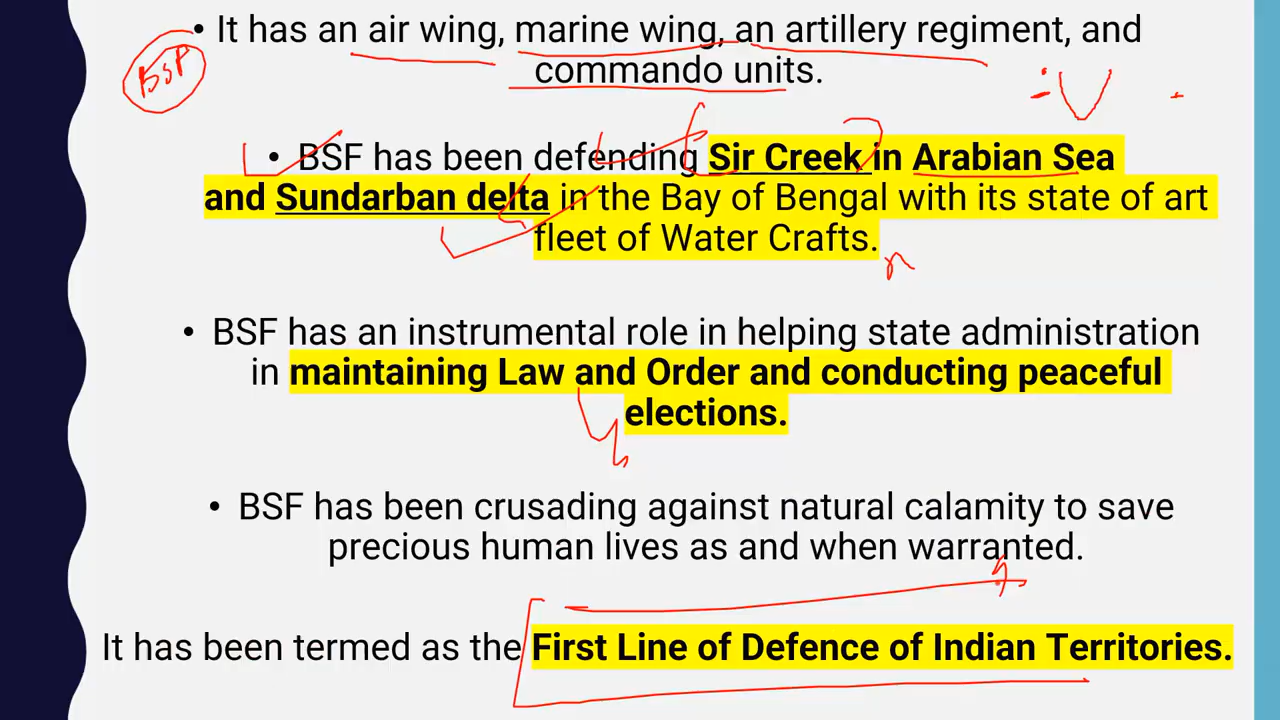 • It has an air wing, marine wing, an artillery regiment, and
commando units.
BSF
• BSF has been defending Sir Creek in Arabian Sea
and Sundarban delta in the Bay of Bengal with its state of art
fleet of Water Crafts.
• BSF has an instrumental role in helping state administration
in maintaining Law and Order and conducting peaceful
elections.
• BSF has been crusading against natural calamity to save
precious human lives as and when warranted.
It has been termed as the First Line of Defence of Indian Territories.